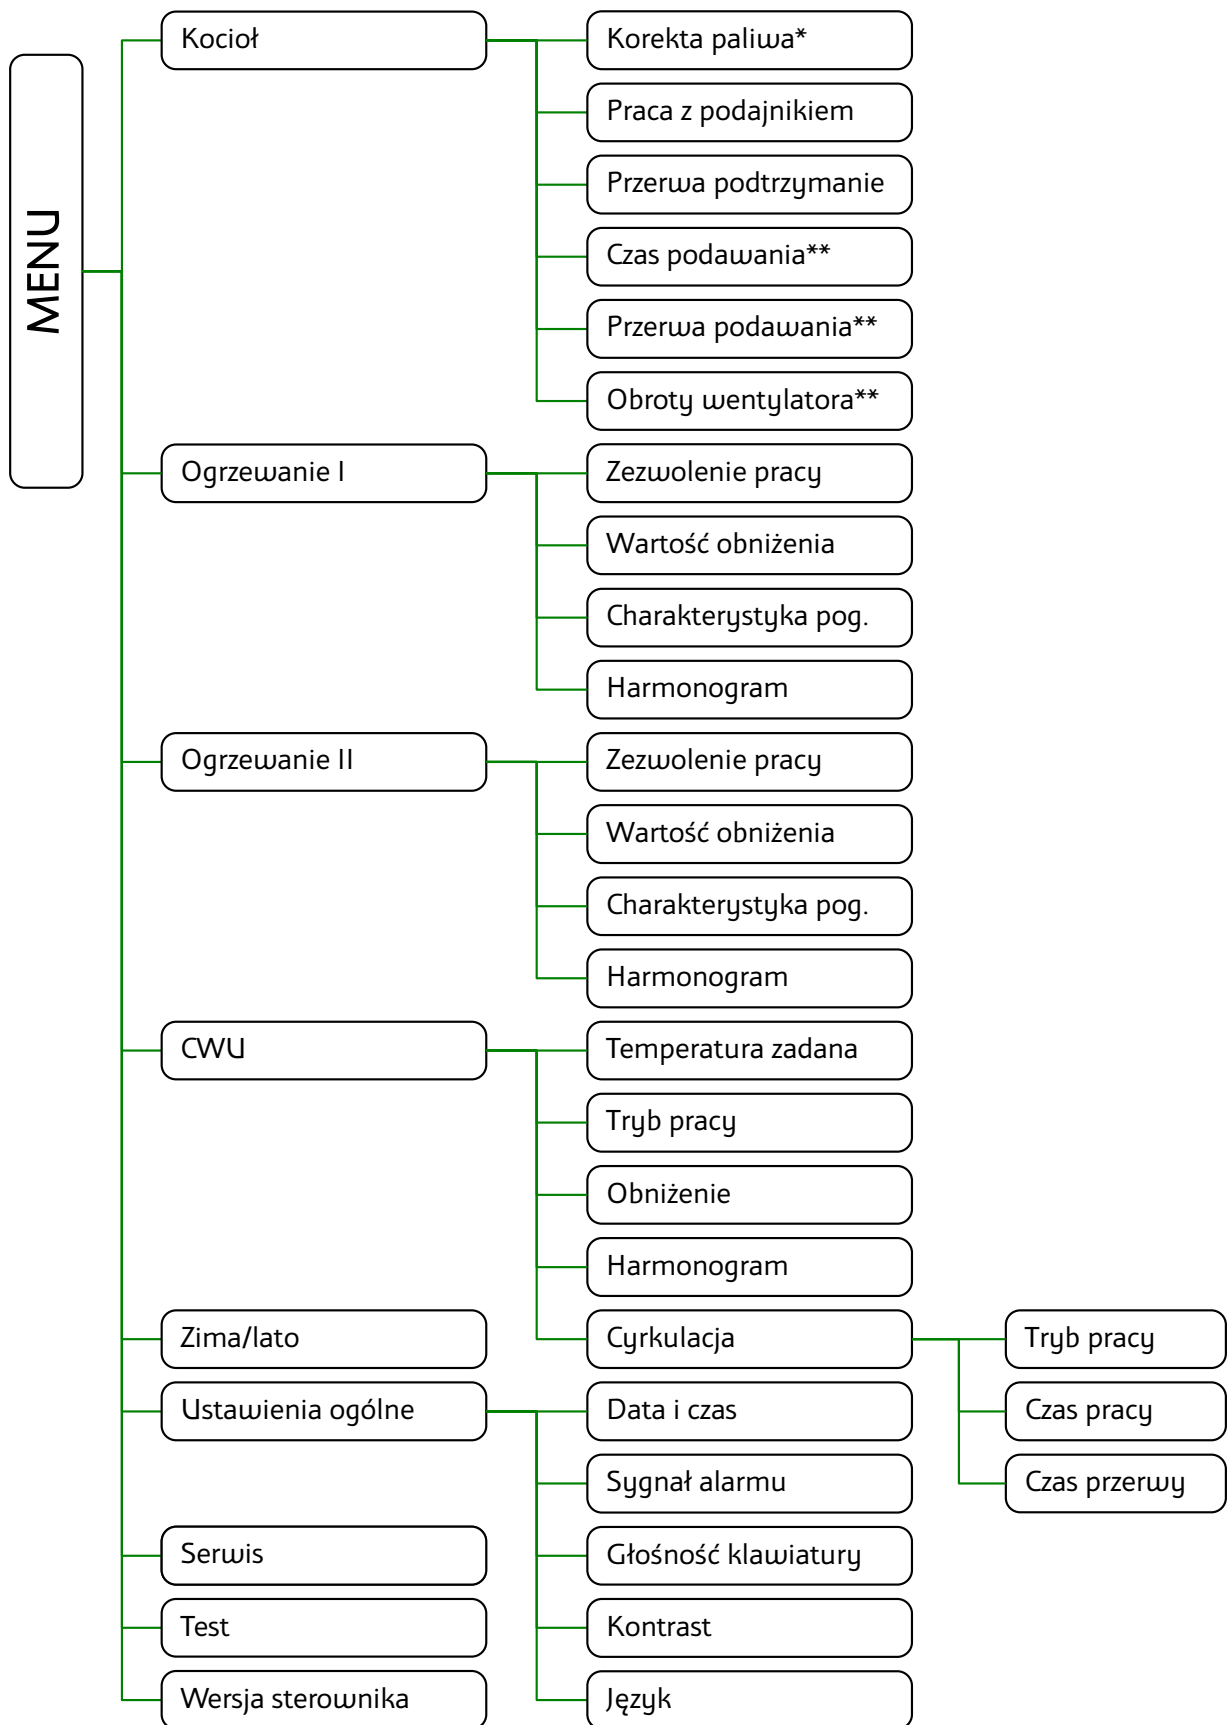 MENU
Kocioł
Korekta paliwa*
Praca z podajnikiem
Przerwa podtrzymanie
Czas podawania**
Przerwa podawania**
Obroty wentylatora**
Ogrzewanie I
Zezwolenie pracy
Wartość obniżenia
Charakterystyka pog.
Harmonogram
Ogrzewanie II
Zezwolenie pracy
Wartość obniżenia
Charakterystyka pog.
Harmonogram
CWU
Temperatura zadana
Tryb pracy
Obniżenie
Harmonogram
Cyrkulacja
Tryb pracy
Czas pracy
Czas przerwy
Zima/lato
Ustawienia ogólne
Data i czas
Sygnał alarmu
Głośność klawiatury
Kontrast
Język
Serwis
Test
Wersja sterownika